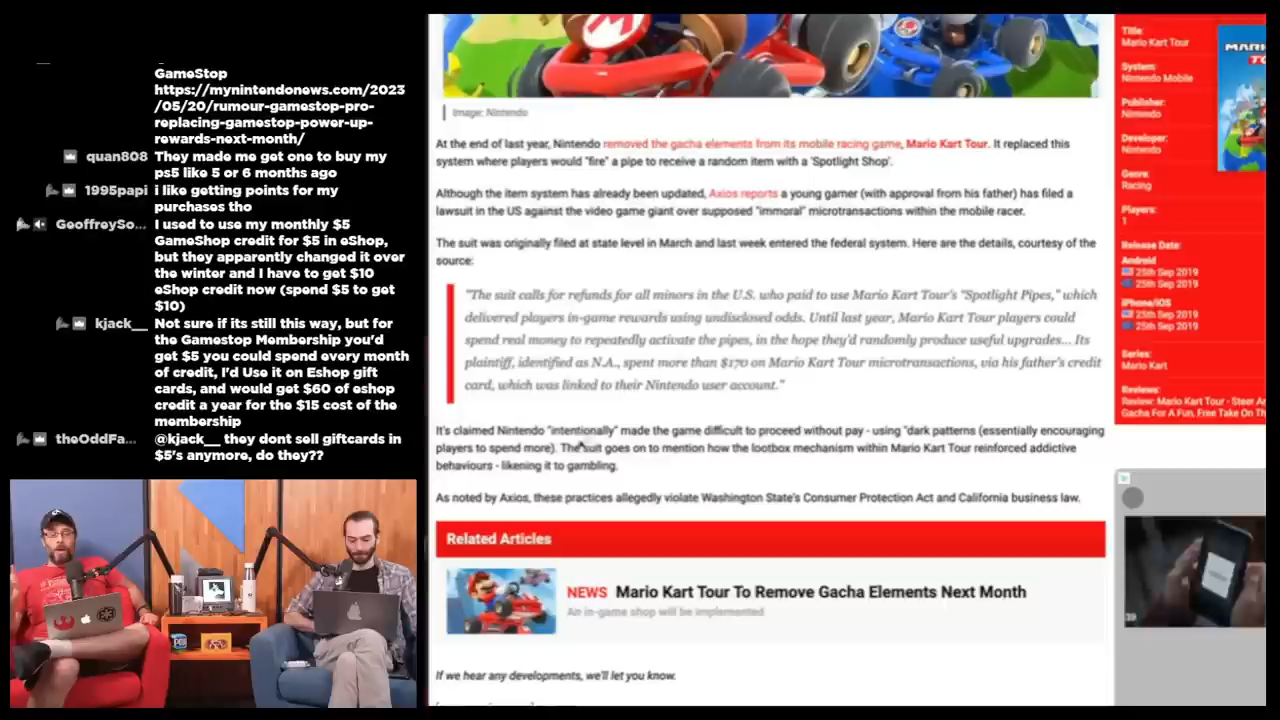 GameStop
https://mynintendonews.com/2023
/05/20/rumour-gamestop-pro-
replacing-gamestop-power-up-
rewards-next-month/
quan808 They made me get one to buy my
ps5 like 5 or 6 months ago
1995papi i like getting points for my
purchases tho
GeoffreySo... I used to use my monthly $5
GameShop credit for $5 in eShop,
but they apparently changed it over
the winter and I have to get $10
eShop credit now (spend $5 to get
$10)
kjack__ Not sure if its still this way, but for
the Gamestop Membership you'd
get $5 you could spend every month
of credit, I'd Use it on Eshop gift
cards, and would get $60 of eshop
credit a year for the $15 cost of the
membership
theOddFa... @kjack__ they dont sell giftcards in
$5's anymore, do they??
Image: Nintendo
At the end of last year, Nintendo removed the gacha elements from its mobile racing game, Mario Kart Tour. It replaced this
system where players would "fire" a pipe to receive a random item with a 'Spotlight Shop'.
Although the item system has already been updated, Axios reports a young gamer (with approval from his father) has filed a
lawsuit in the US against the video game giant over supposed "immoral" microtransactions within the mobile racer.
The suit was originally filed at state level in March and last week entered the federal system. Here are the details, courtesy of the
source:
"The suit calls for refunds for all minors in the U.S. who paid to use Mario Kart Tour's "Spotlight Pipes," which
delivered players in-game rewards using undisclosed odds. Until last year, Mario Kart Tour players could
spend real money to repeatedly activate the pipes, in the hope they'd randomly produce useful upgrades... Its
plaintiff, identified as N.A., spent more than $170 on Mario Kart Tour microtransactions, via his father's credit
card, which was linked to their Nintendo user account."
It's claimed Nintendo "intentionally" made the game difficult to proceed without pay - using "dark patterns (essentially encouraging
players to spend more). The suit goes on to mention how the lootbox mechanism within Mario Kart Tour reinforced addictive
behaviours - likening it to gambling.
As noted by Axios, these practices allegedly violate Washington State's Consumer Protection Act and California business law.
Related Articles
NEWS Mario Kart Tour To Remove Gacha Elements Next Month
An in-game shop will be implemented
If we hear any developments, we'll let you know.
Title:
Mario Kart Tour
System:
Nintendo Mobile
Publisher:
Nintendo
Developer:
Nintendo
Genre:
Racing
Players:
1
Release Date:
Android
25th Sep 2019
25th Sep 2019
iPhone/iOS
25th Sep 2019
25th Sep 2019
Series:
Mario Kart
Reviews:
Review: Mario Kart Tour - Steer
Gacha For A Fun, Free Take On